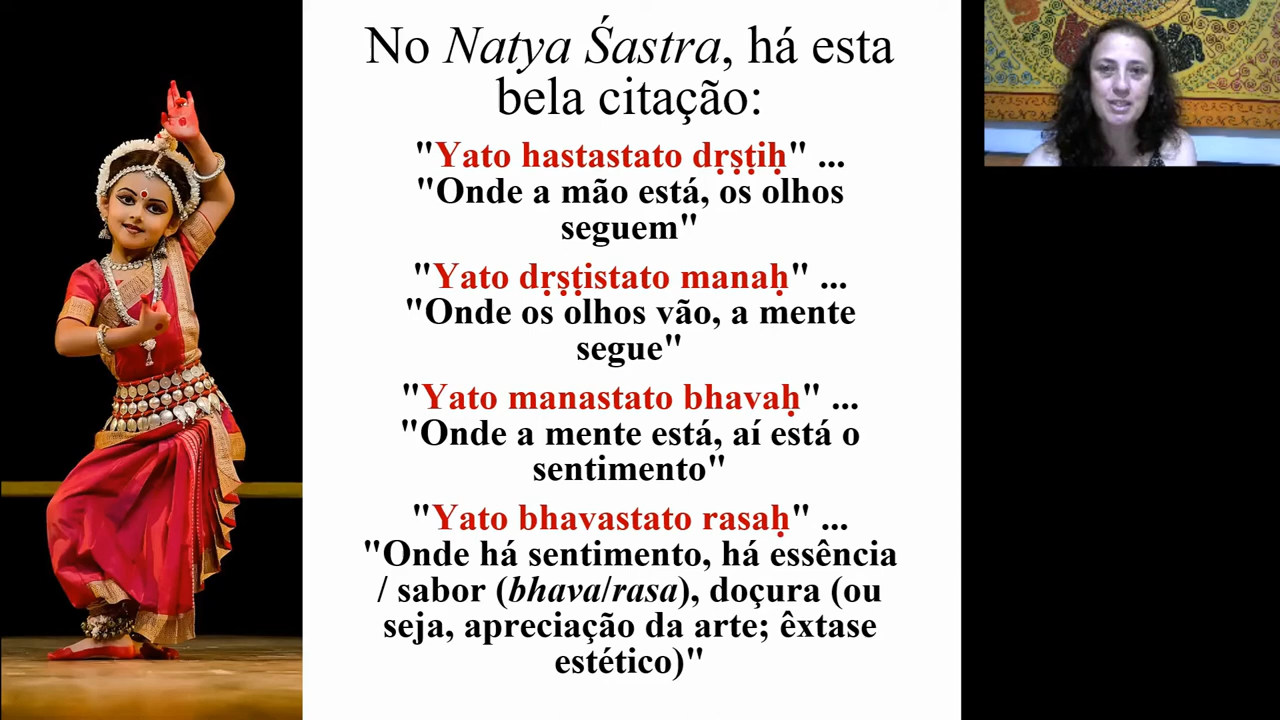 No Natya Śastra, há esta
bela citação:
"Yato hastastato dṛṣṭiḥ" ...
"Onde a mão está, os olhos
seguem"
"Yato dṛṣṭistato manaḥ" ...
"Onde os olhos vão, a mente
segue"
"Yato manastato bhavaḥ" ...
"Onde a mente está, aí está o
sentimento"
"Yato bhavastato rasaḥ" ...
"Onde há sentimento, há essência
/ sabor (bhava/rasa), doçura (ou
seja, apreciação da arte; êxtase
estético)"